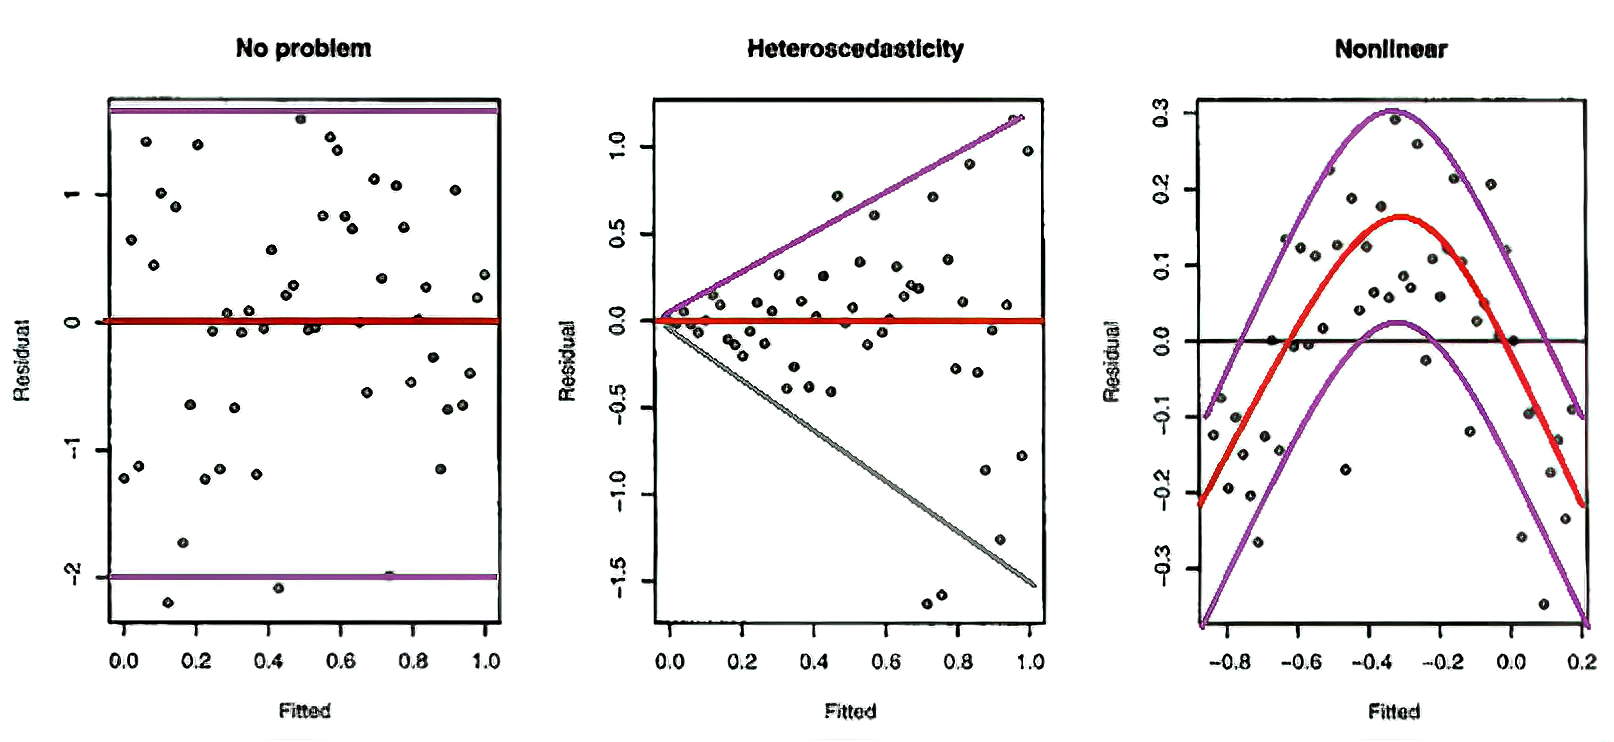 No problem
Heteroscedasticity
Nonlinear
Residual
1
0
-1
-2
0.0 0.2 0.4 0.6 0.8 1.0
Fitted
Residual
1.0
0.5
0.0
-0.5
-1.0
-1.5
0.0 0.2 0.4 0.6 0.8 1.0
Fitted
Residual
0.3
0.2
0.1
0.0
-0.1
-0.2
-0.3
-0.8 -0.6 -0.4 -0.2 0.0 0.2
Fitted